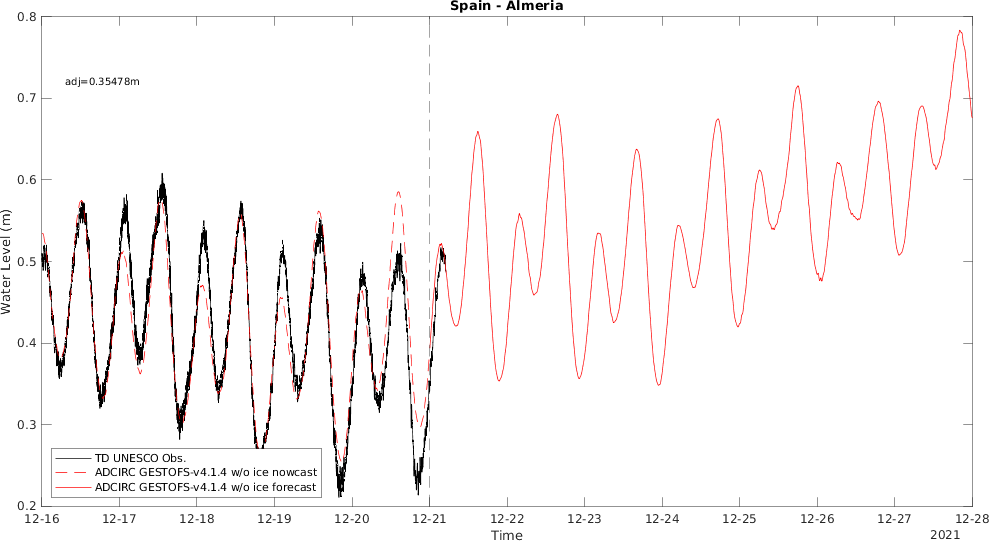 Spain - Almeria
0.8
0.7
0.6
0.5
0.4
0.3
0.2
Water Level (m)
adj=0.35478m
TD UNESCO Obs.
ADCIRC GESTOFS-v4.1.4 w/o ice nowcast
ADCIRC GESTOFS-v4.1.4 w/o ice forecast
12-16 12-17 12-18 12-19 12-20 12-21 12-22 12-23 12-24 12-25 12-26 12-27 12-28
Time
2021